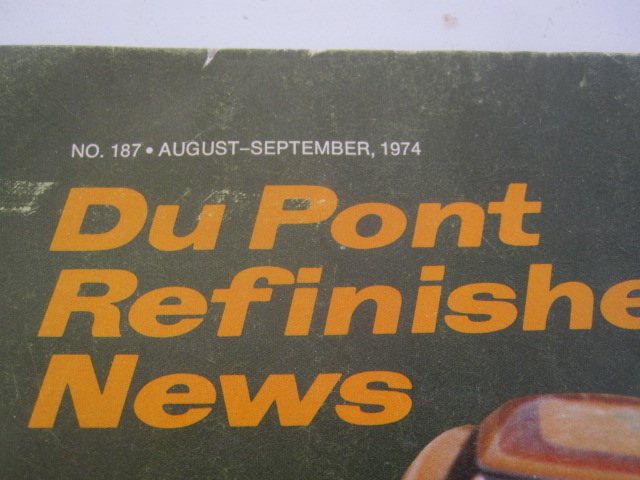 NO. 187 • AUGUST–SEPTEMBER, 1974
Du Pont
Refinishe
News